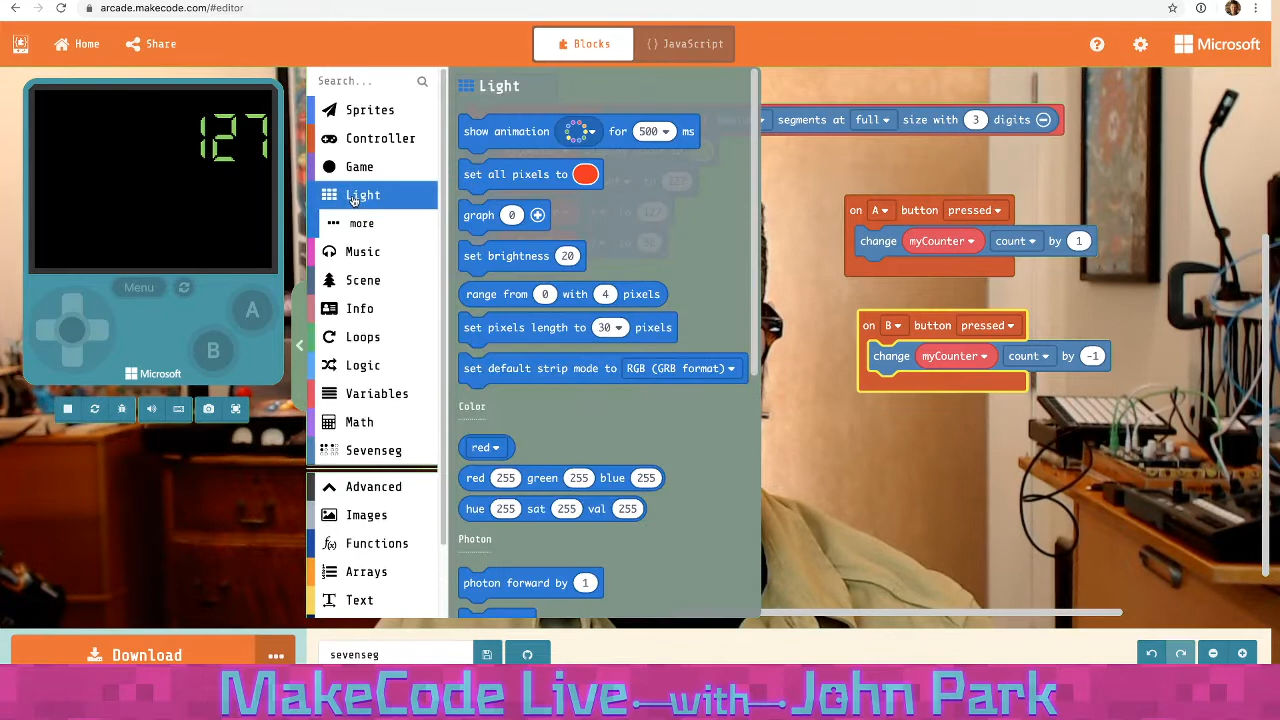 arcade.makecode.com/#editor
Home
Share
Blocks
{ } JavaScript
Microsoft
127
Menu
A
B
Microsoft
Search...
Sprites
Controller
Game
Light
more
Music
Scene
Info
Loops
Logic
Variables
Math
Sevenseg
Advanced
Images
Functions
Arrays
Text
Light
show animation for 500 ms
set all pixels to
graph 0
set brightness 20
range from 0 with 4 pixels
set pixels length to 30 pixels
set default strip mode to RGB (GRB format)
Color
red
red 255 green 255 blue 255
hue 255 sat 255 val 255
Photon
photon forward by 1
segments at full size with 3 digits
to 127
to 127
on A button pressed
change myCounter count by 1
on B button pressed
change myCounter count by -1
Download
...
sevenseg
MakeCode Live with John Park